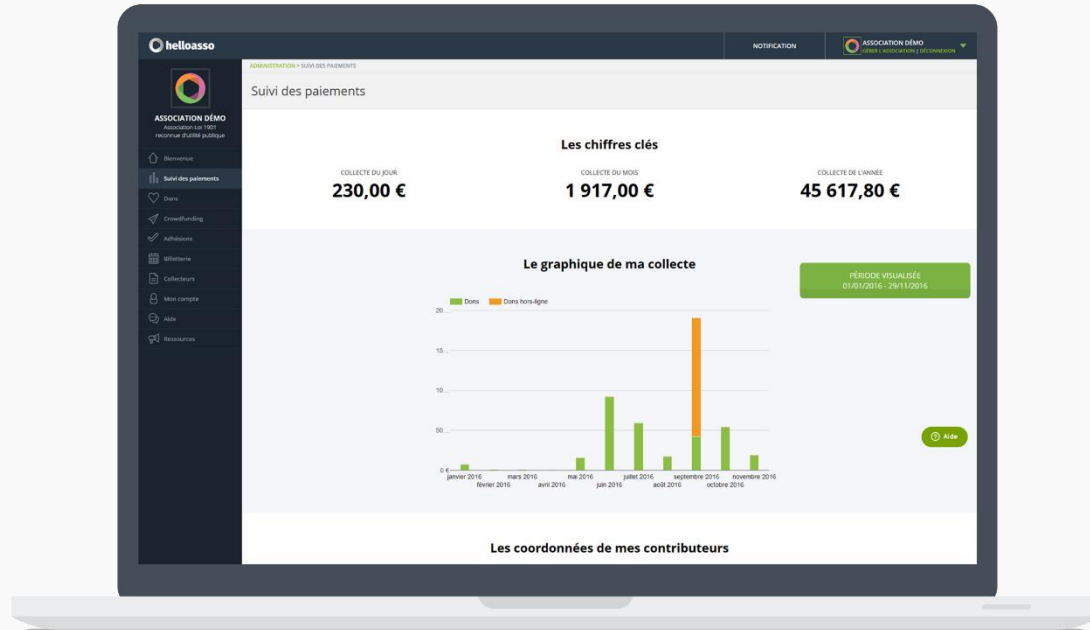 helloasso
NOTIFICATION
ASSOCIATION DÉMO
GÉRER L'ASSOCIATION | DÉCONNEXION
ADMINISTRATION > SUIVI DES PAIEMENTS
Suivi des paiements
ASSOCIATION DÉMO
Association Loi 1901
reconnue d'utilité publique
Bienvenue
Suivi des paiements
Dons
Crowdfunding
Adhésions
Billetterie
Collecteurs
Mon compte
Aide
Ressources
Les chiffres clés
COLLECTE DU JOUR
230,00 €
COLLECTE DU MOIS
1 917,00 €
COLLECTE DE L'ANNÉE
45 617,80 €
Le graphique de ma collecte
PÉRIODE VISUALISÉE
01/01/2016 - 29/11/2016
Dons
Dons hors-ligne
20...
15...
10...
50...
0 €
janvier 2016
février 2016
mars 2016
avril 2016
mai 2016
juin 2016
juillet 2016
août 2016
septembre 2016
octobre 2016
novembre 2016
Aide
Les coordonnées de mes contributeurs